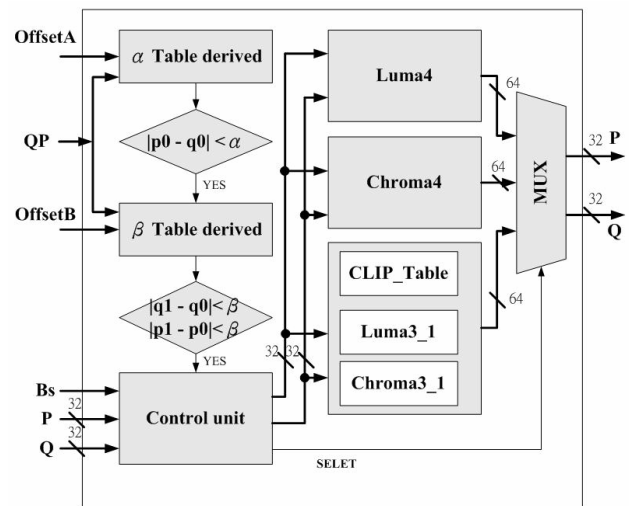 OffsetA
α Table derived
QP
|p0 - q0| < α
YES
OffsetB
β Table derived
|q1 - q0|< β
|p1 - p0|< β
YES
Bs
P
32
Q
32
Control unit
32
32
SELET
Luma4
64
Chroma4
64
CLIP_Table
Luma3_1
Chroma3_1
64
MUX
P
32
32
Q